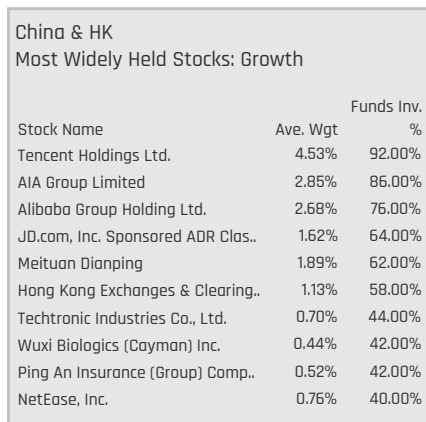 China & HK
Most Widely Held Stocks: Growth
Funds Inv.
Stock Name Ave. Wgt %
Tencent Holdings Ltd. 4.53% 92.00%
AIA Group Limited 2.85% 86.00%
Alibaba Group Holding Ltd. 2.68% 76.00%
JD.com, Inc. Sponsored ADR Clas.. 1.62% 64.00%
Meituan Dianping 1.89% 62.00%
Hong Kong Exchanges & Clearing.. 1.13% 58.00%
Techtronic Industries Co., Ltd. 0.70% 44.00%
Wuxi Biologics (Cayman) Inc. 0.44% 42.00%
Ping An Insurance (Group) Comp.. 0.52% 42.00%
NetEase, Inc. 0.76% 40.00%